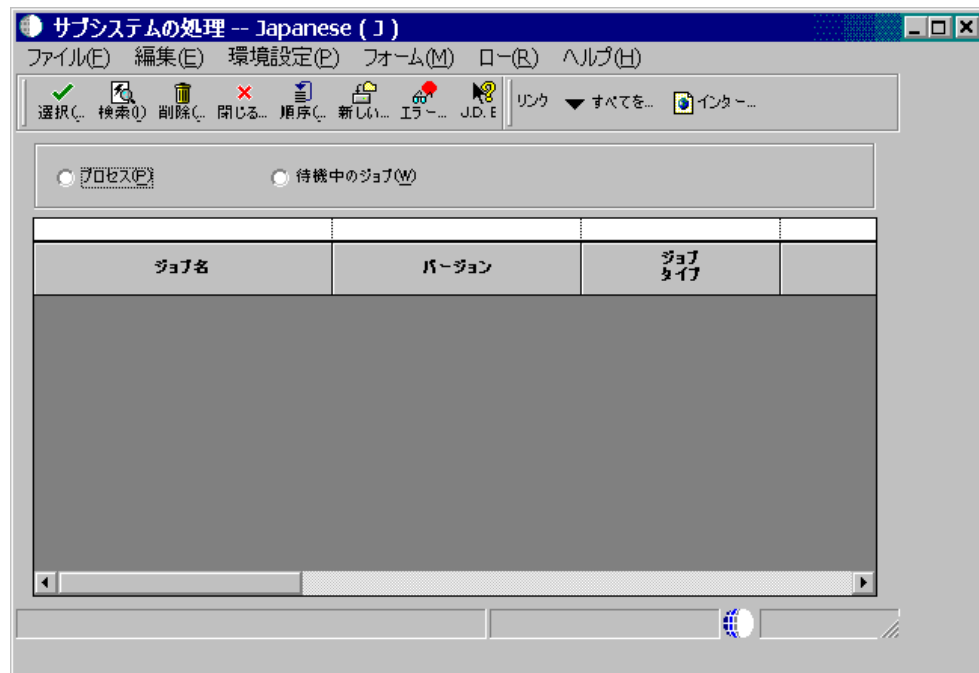 サブシステムの処理 -- Japanese ( J )
ファイル(F) 編集(E) 環境設定(P) フォーム(M) ロー(R) ヘルプ(H)
選択(... 検索(I) 削除(... 閉じる... 順序(... 新しい... エラー... J.D.E リンク すべてを... インター...
プロセス(P) 待機中のジョブ(W)
ジョブ名 バージョン ジョブ
タイプ